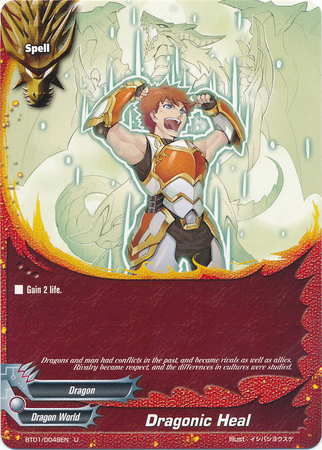 Spell
■ Gain 2 life.
Dragons and man had conflicts in the past, and became rivals as well as allies.
Rivalry became respect, and the differences in cultures were studied.
Dragon
Dragon World
Dragonic Heal
BT01/0049EN U
Illust イシバシヨウスケ